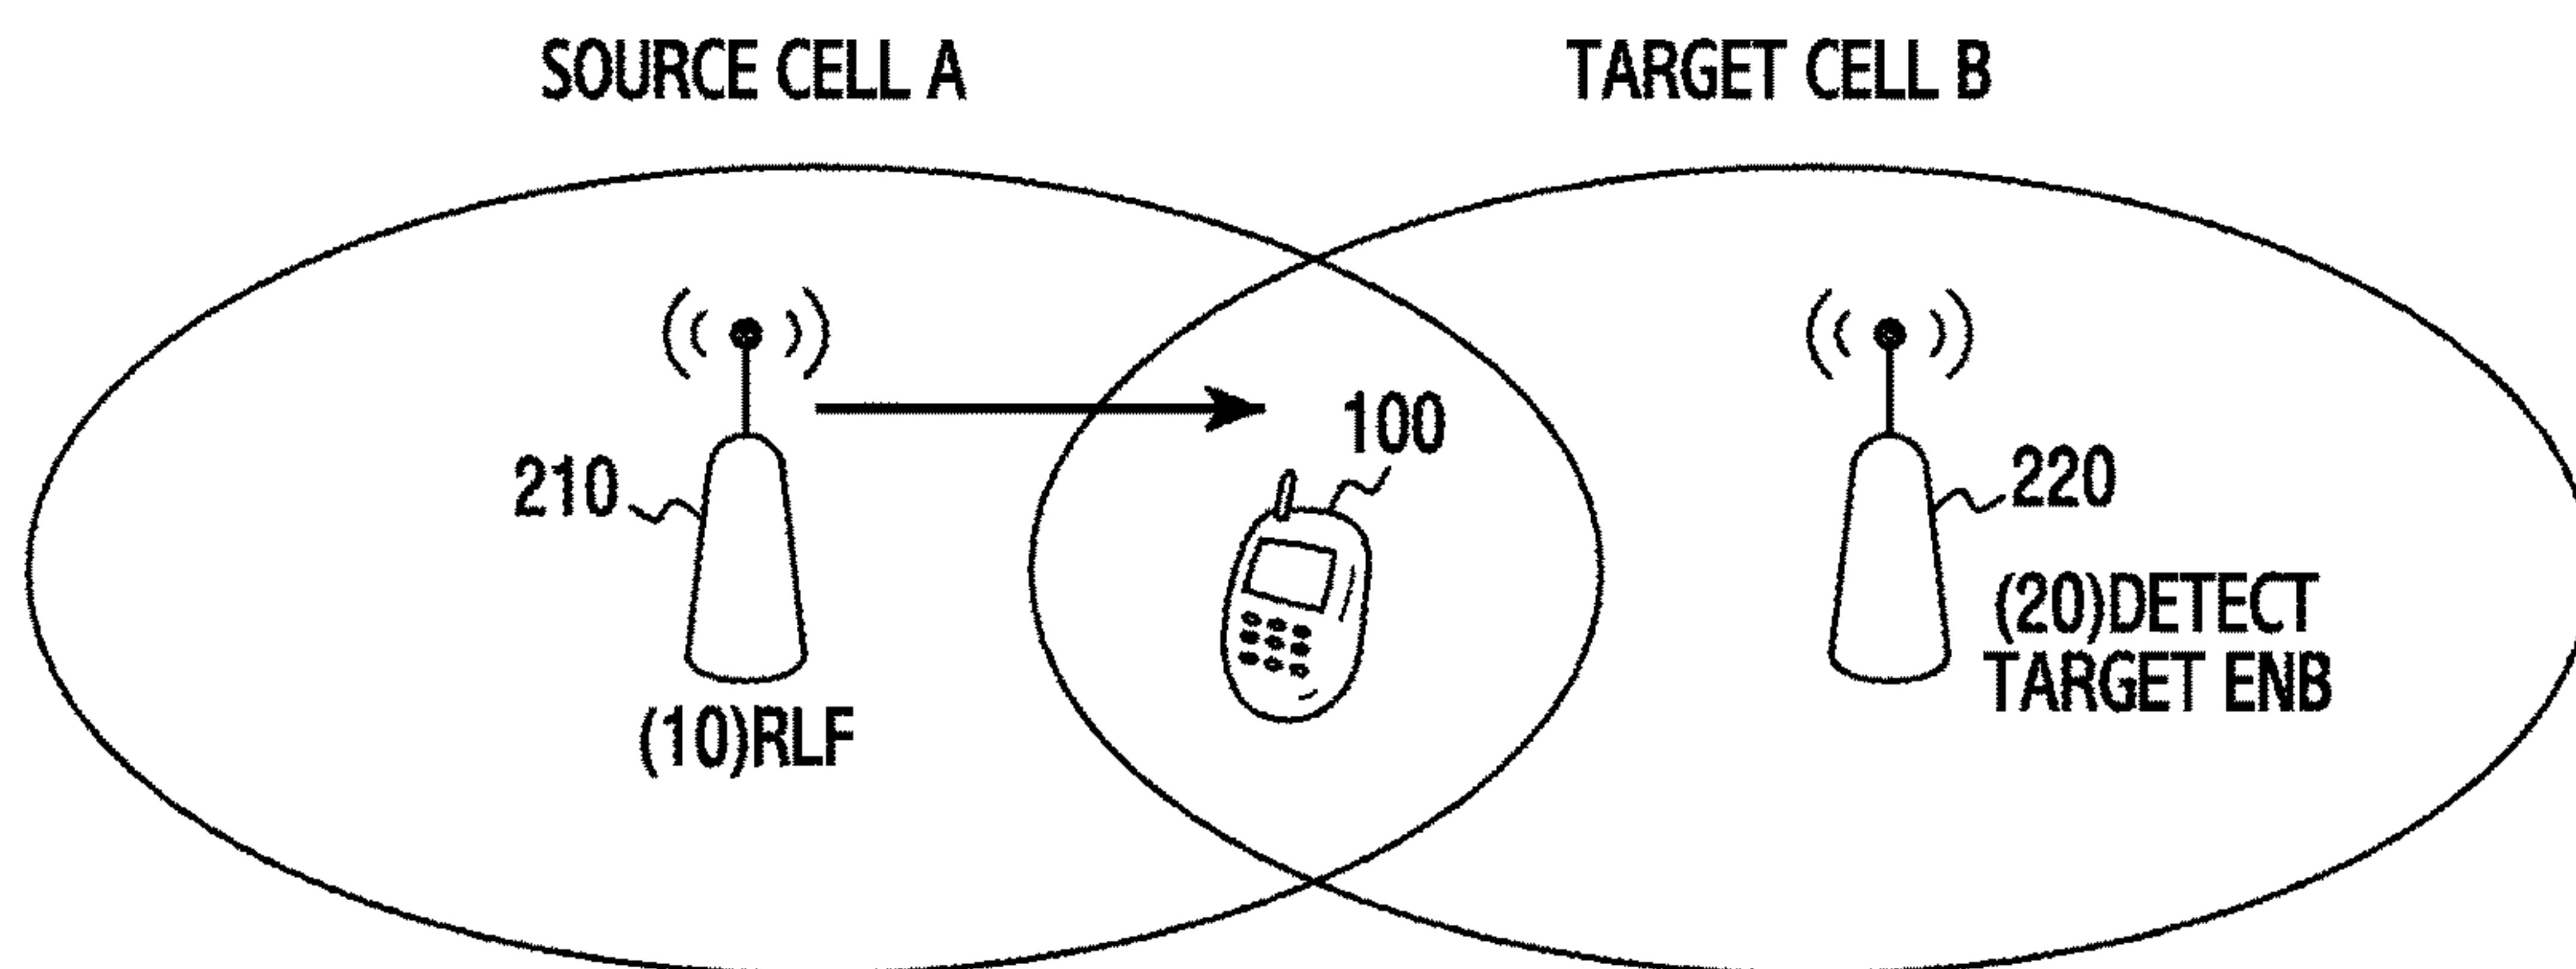 SOURCE CELL A
TARGET CELL B
100
210
220
(20)DETECT
TARGET ENB
(10)RLF